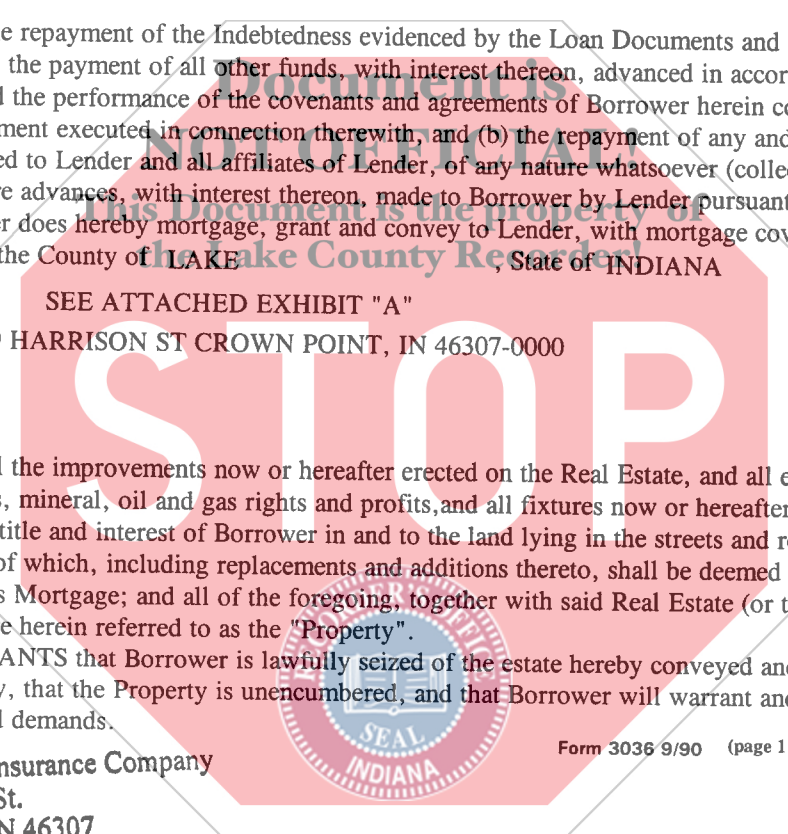 e repayment of the Indebtedness evidenced by the Loan Documents and
the payment of all other funds, with interest thereon, advanced in accor
Document is
the performance of the covenants and agreements of Borrower herein co
ment executed in connection therewith, and (b) the repayment of any and
NOT OFFICIAL!
ed to Lender and all affiliates of Lender, of any nature whatsoever (collec
e advances, with interest thereon, made to Borrower by Lender pursuant
This Document is the property of
er does hereby mortgage, grant and convey to Lender, with mortgage cov
the County of LAKE , State of INDIANA
the Lake County Recorder!
SEE ATTACHED EXHIBIT "A"
HARRISON ST CROWN POINT, IN 46307-0000
STOP
the improvements now or hereafter erected on the Real Estate, and all e
s, mineral, oil and gas rights and profits,and all fixtures now or hereafter
title and interest of Borrower in and to the land lying in the streets and r
of which, including replacements and additions thereto, shall be deemed
s Mortgage; and all of the foregoing, together with said Real Estate (or t
e herein referred to as the "Property".
ANTS that Borrower is lawfully seized of the estate hereby conveyed and
y, that the Property is unencumbered, and that Borrower will warrant and
demands.
RECORDER'S OFFICE
SEAL
INDIANA
Form 3036 9/90 (page 1
nsurance Company
St.
N 46307